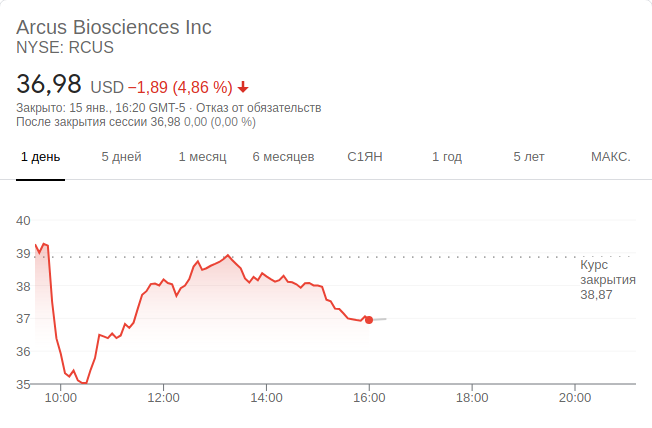 Arcus Biosciences Inc
NYSE: RCUS
36,98 USD −1,89 (4,86 %)
Закрыто: 15 янв., 16:20 GMT-5 · Отказ от обязательств
После закрытия сессии 36,98 0,00 (0,00 %)
1 день 5 дней 1 месяц 6 месяцев С1ЯН 1 год 5 лет МАКС.
40
39
Курс
закрытия
38,87
38
37
36
35
10:00 12:00 14:00 16:00 18:00 20:00